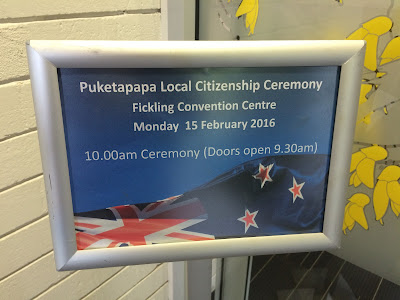 Puketapapa Local Citizenship Ceremony
Fickling Convention Centre
Monday 15 February 2016
10.00am Ceremony (Doors open 9.30am)